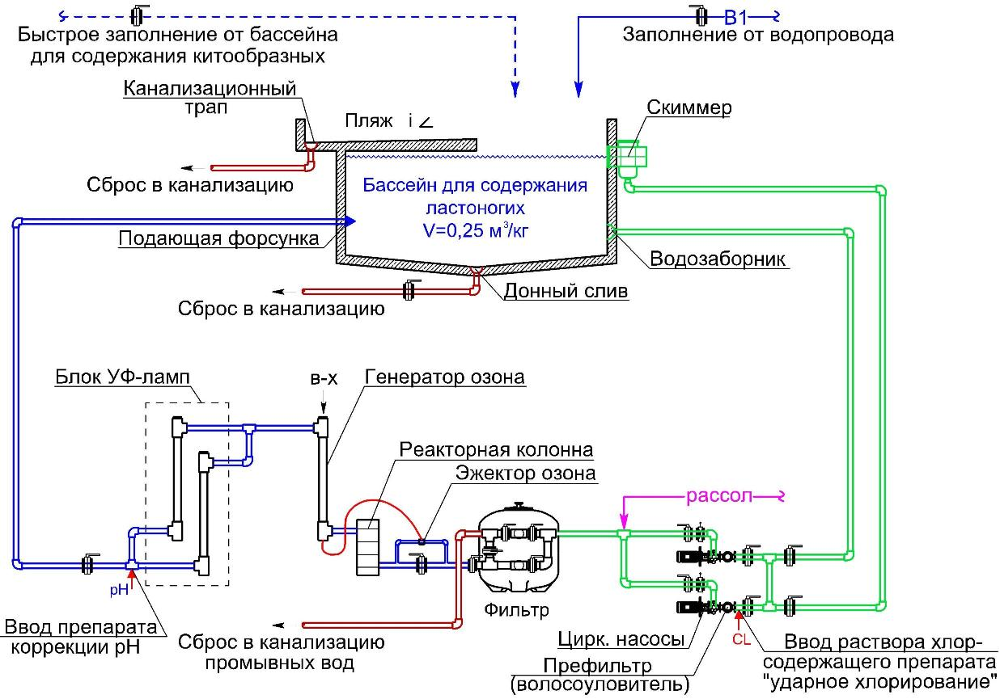 В1
Быстрое заполнение от бассейна
для содержания китообразных
Заполнение от водопровода
Канализационный
трап
Пляж i
Скиммер
Сброс в канализацию
Бассейн для содержания
ластоногих
V=0,25 м³/кг
Подающая форсунка
Водозаборник
Донный слив
Сброс в канализацию
Блок УФ-ламп
в-х
Генератор озона
Реакторная колонна
Эжектор озона
рассол
pH
Фильтр
Ввод препарата
коррекции pH
Сброс в канализацию
промывных вод
Цирк. насосы
Префильтр
(волосоуловитель)
CL
Ввод раствора хлор-
содержащего препарата
"ударное хлорирование"